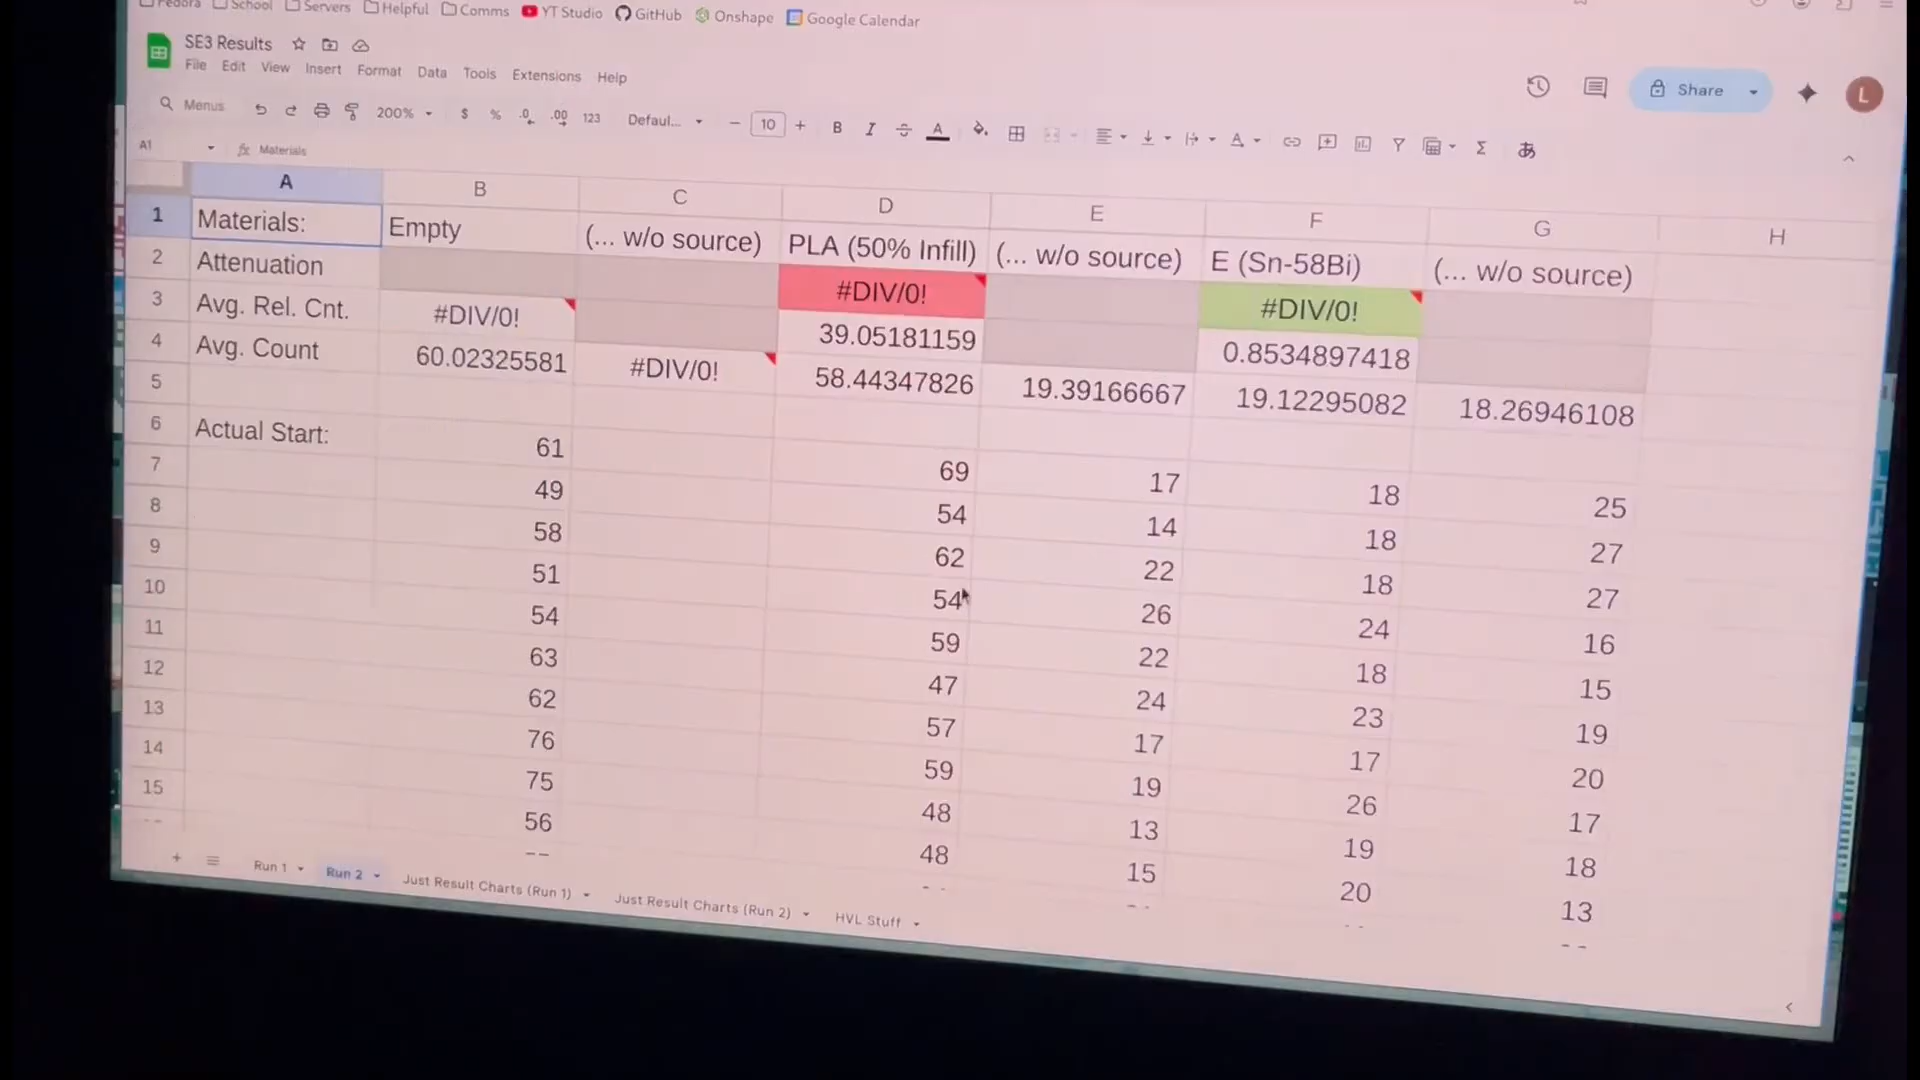 Fedora School Servers Helpful Comms YT Studio GitHub Onshape Google Calendar
SE3 Results
File Edit View Insert Format Data Tools Extensions Help
Share L
Menus 200% $ % .0 .00 123 Defaul... − 10 + B I A Σ あ
A1 fx Materials
A B C D E F G H
1 Materials: Empty (... w/o source) PLA (50% Infill) (... w/o source) E (Sn-58Bi) (... w/o source)
2 Attenuation #DIV/0! #DIV/0!
3 Avg. Rel. Cnt. #DIV/0! 39.05181159 0.8534897418
4 Avg. Count 60.02325581 #DIV/0! 58.44347826 19.39166667 19.12295082 18.26946108
5
6 Actual Start: 61 69 17 18 25
7 49 54 14 18 27
8 58 62 22 18 27
9 51 54 26 24 16
10 54 59 22 18 15
11 63 47 24 23 19
12 62 57 17 17 20
13 76 59 19 26 17
14 75 48 13 19 18
15 56 48 15 20 13
+ Run 1 Run 2 Just Result Charts (Run 1) Just Result Charts (Run 2) HVL Stuff